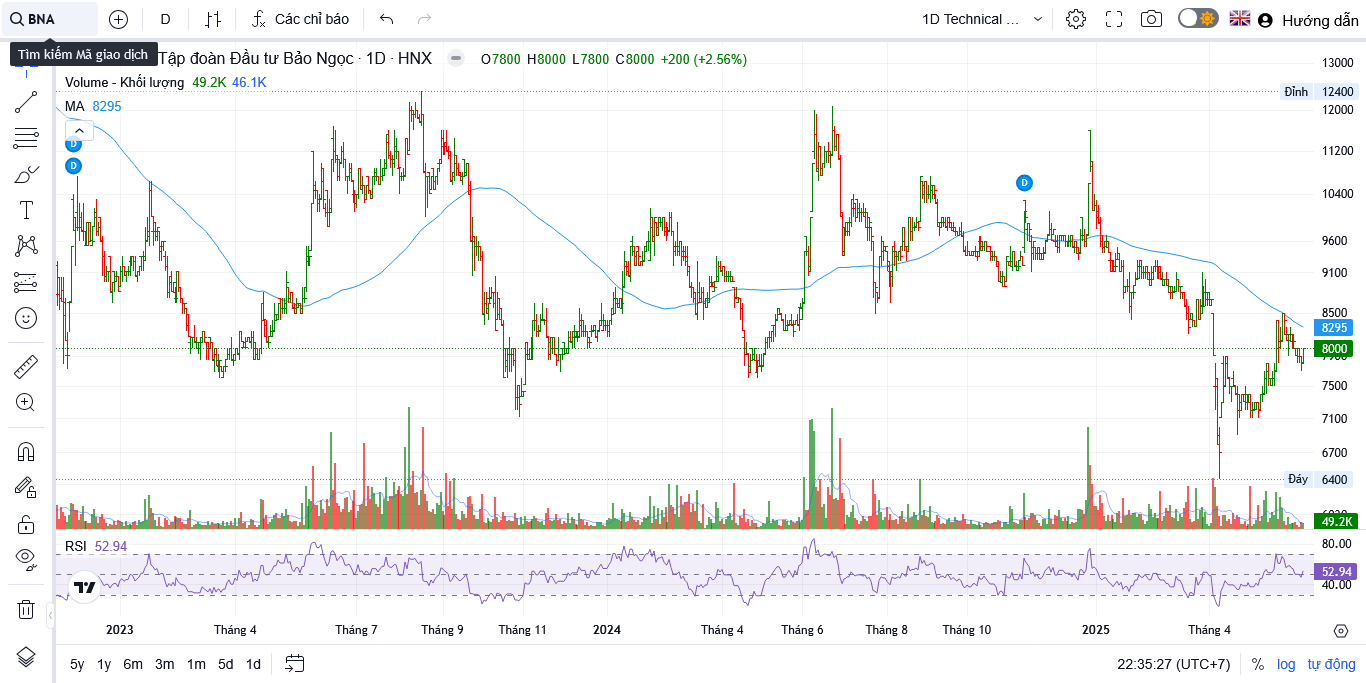 BNA
D
Các chỉ báo
1D Technical ...
Hướng dẫn
Tìm kiếm Mã giao dịch
Tập đoàn Đầu tư Bảo Ngọc · 1D · HNX
O7800 H8000 L7800 C8000 +200 (+2.56%)
Volume - Khối lượng 49.2K 46.1K
MA 8295
D
D
D
13000
Đỉnh 12400
12000
11200
10400
9600
9100
8500
8295
8000
7500
7100
6700
Đáy 6400
49.2K
RSI 52.94
80.00
52.94
40.00
2023
Tháng 4
Tháng 7
Tháng 9
Tháng 11
2024
Tháng 4
Tháng 6
Tháng 8
Tháng 10
2025
Tháng 4
5y 1y 6m 3m 1m 5d 1d
22:35:27 (UTC+7)
% log tự động